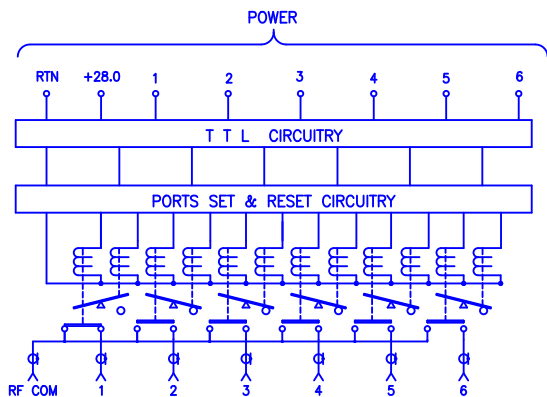 POWER
RTN +28.0 1 2 3 4 5 6
T T L CIRCUITRY
PORTS SET & RESET CIRCUITRY
RF COM 1 2 3 4 5 6